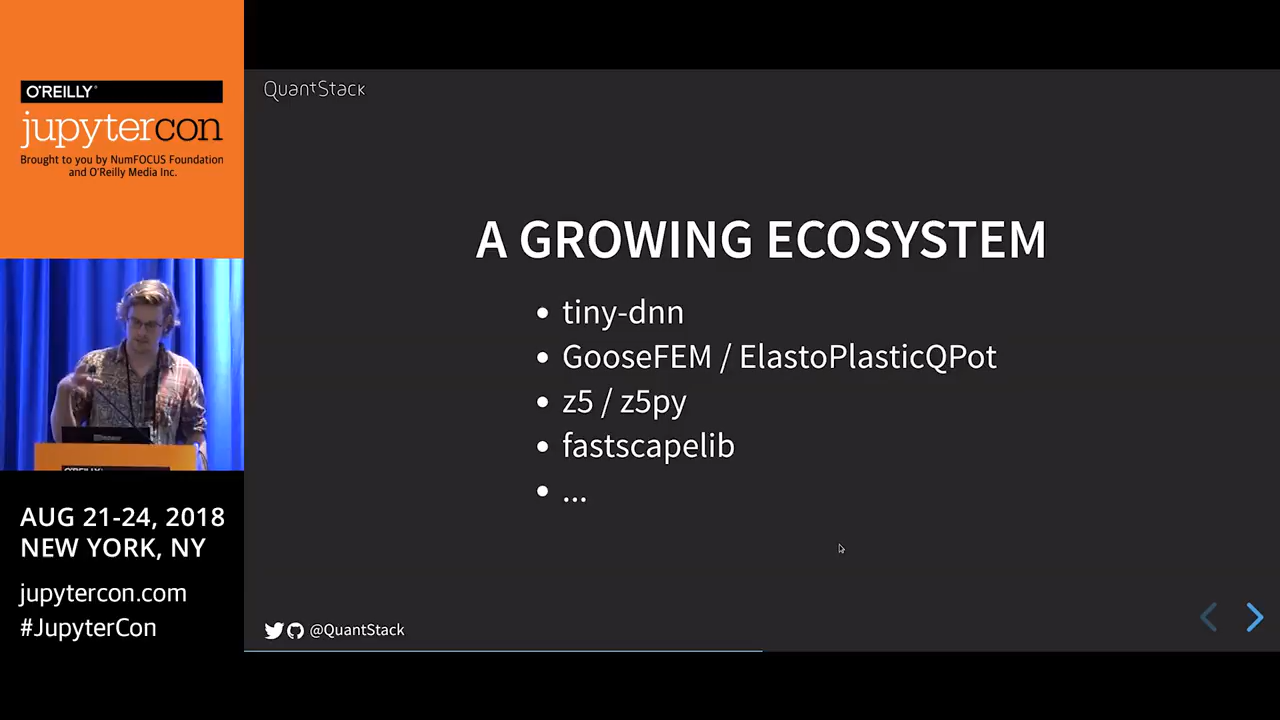 O'REILLY®
jupytercon
Brought to you by NumFOCUS Foundation
and O'Reilly Media Inc.
O'REILLY
AUG 21-24, 2018
NEW YORK, NY
jupytercon.com
#JupyterCon
QuantStack
A GROWING ECOSYSTEM
• tiny-dnn
• GooseFEM / ElastoPlasticQPot
• z5 / z5py
• fastscapelib
• ...
@QuantStack